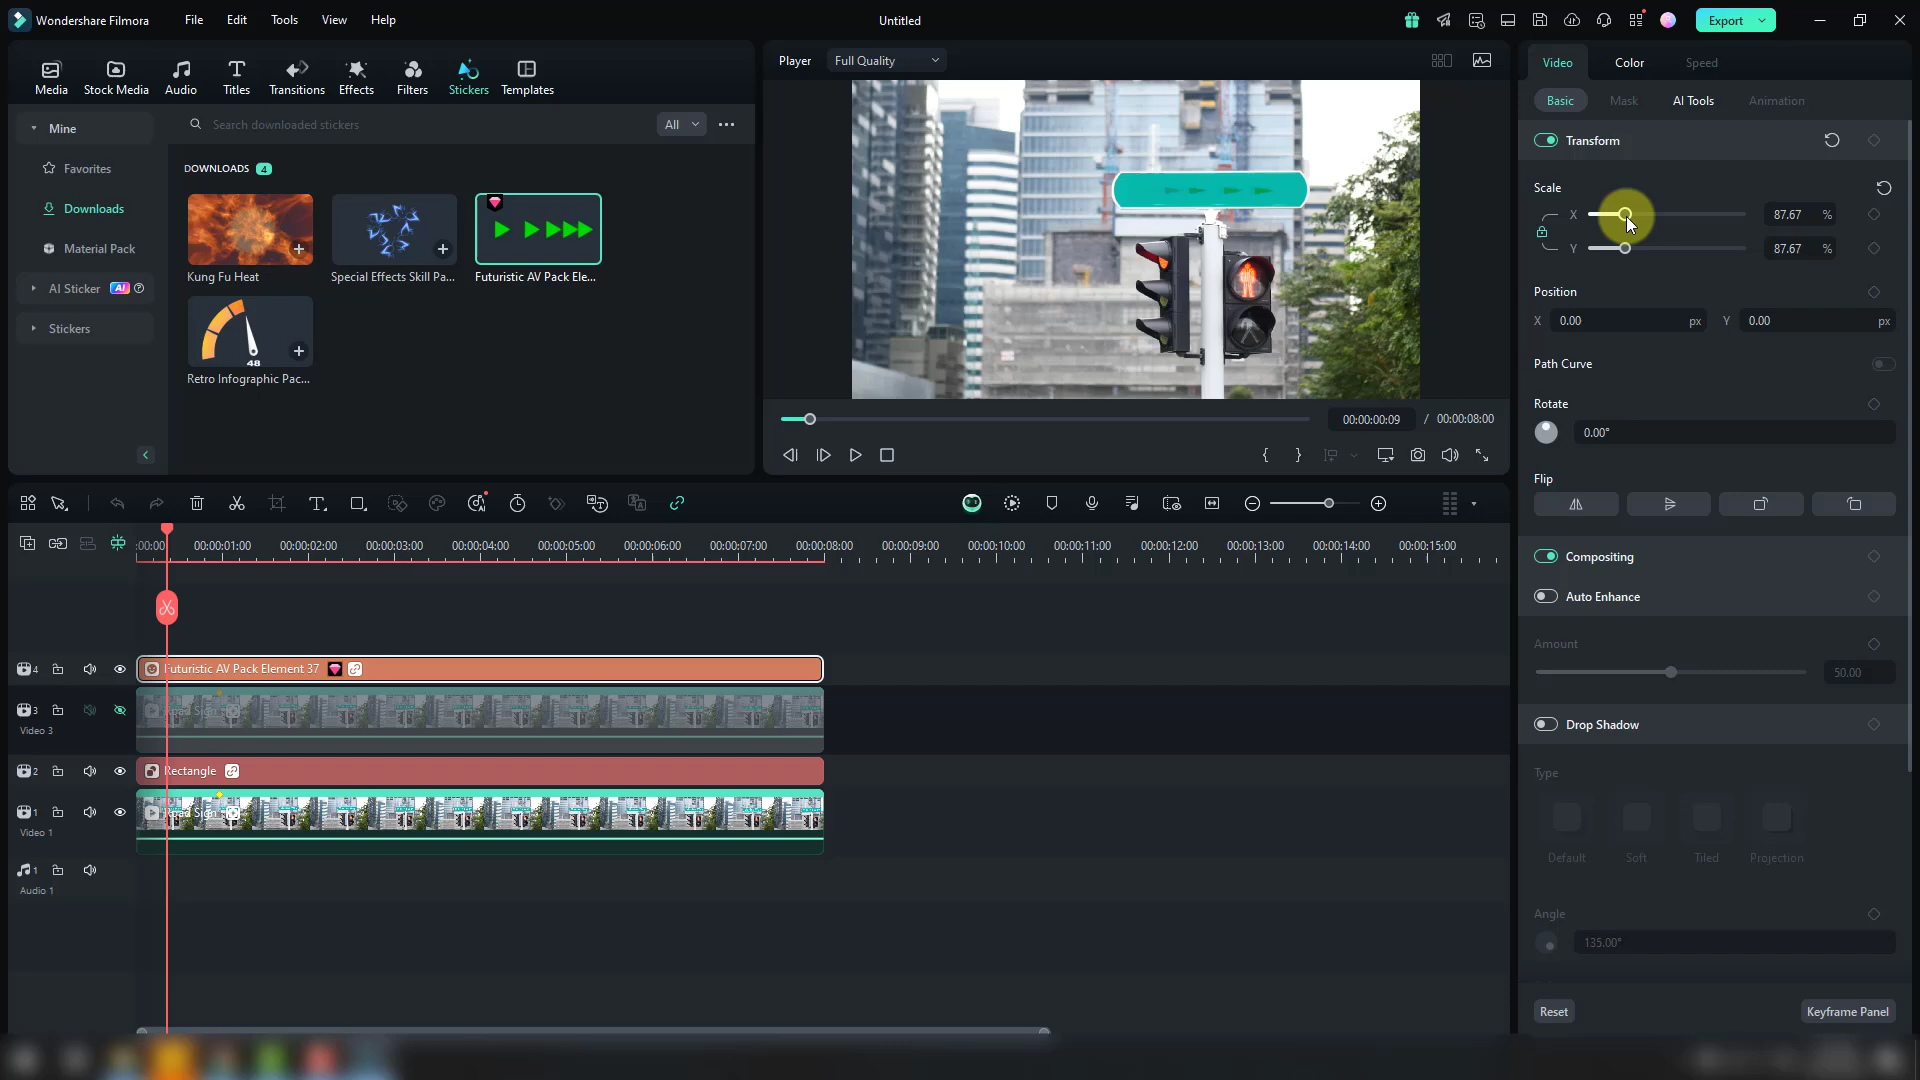 Wondershare Filmora
File
Edit
Tools
View
Help
Untitled
Export
Media
Stock Media
Audio
Titles
Transitions
Effects
Filters
Stickers
Templates
Player
Full Quality
Video
Color
Speed
Basic
Mask
AI Tools
Animation
Mine
Search downloaded stickers
All
Transform
Favorites
DOWNLOADS 4
Scale
Downloads
X 87.67 %
Material Pack
Y 87.67 %
Kung Fu Heat
Special Effects Skill Pa...
Futuristic AV Pack Ele...
AI Sticker AI
Position
X 0.00 px Y 0.00 px
Stickers
48
Path Curve
Retro Infographic Pac...
Rotate
00:00:00:09 / 00:00:08:00
0.00°
Flip
:00:00 00:00:01:00 00:00:02:00 00:00:03:00 00:00:04:00 00:00:05:00 00:00:06:00 00:00:07:00 00:00:08:00 00:00:09:00 00:00:10:00 00:00:11:00 00:00:12:00 00:00:13:00 00:00:14:00 00:00:15:00
Compositing
Auto Enhance
Amount
50.00
4 Futuristic AV Pack Element 37
3 Road Sign
Video 3
Drop Shadow
2 Rectangle
Type
1 Road Sign
Video 1
Default
Soft
Tiled
Projection
1
Audio 1
Angle
135.00°
Reset
Keyframe Panel